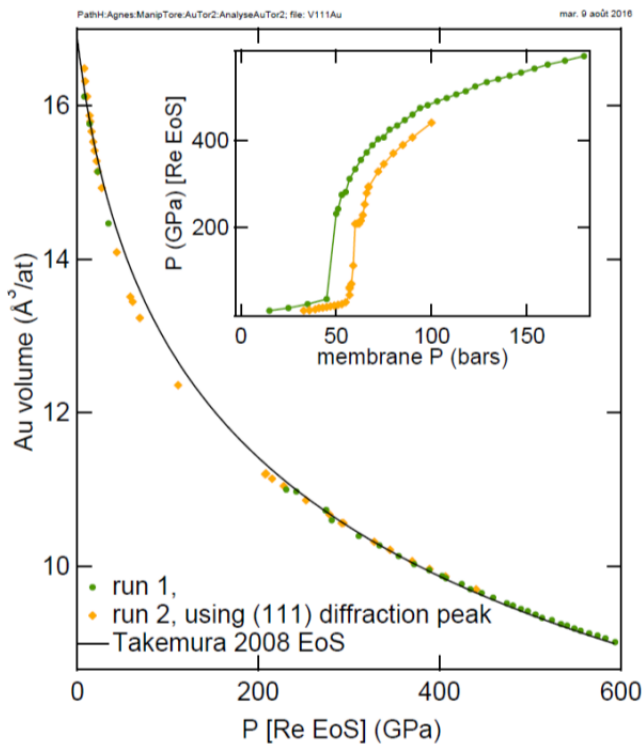 PathH:Agnes:ManipTore:AuTor2:AnalyseAuTor2; file: V111Au
mar. 9 août 2016
Au volume (Å³/at)
16
14
12
10
P (GPa) [Re EoS]
400
200
0
50
100
150
membrane P (bars)
run 1,
run 2, using (111) diffraction peak
Takemura 2008 EoS
0
200
400
600
P [Re EoS] (GPa)